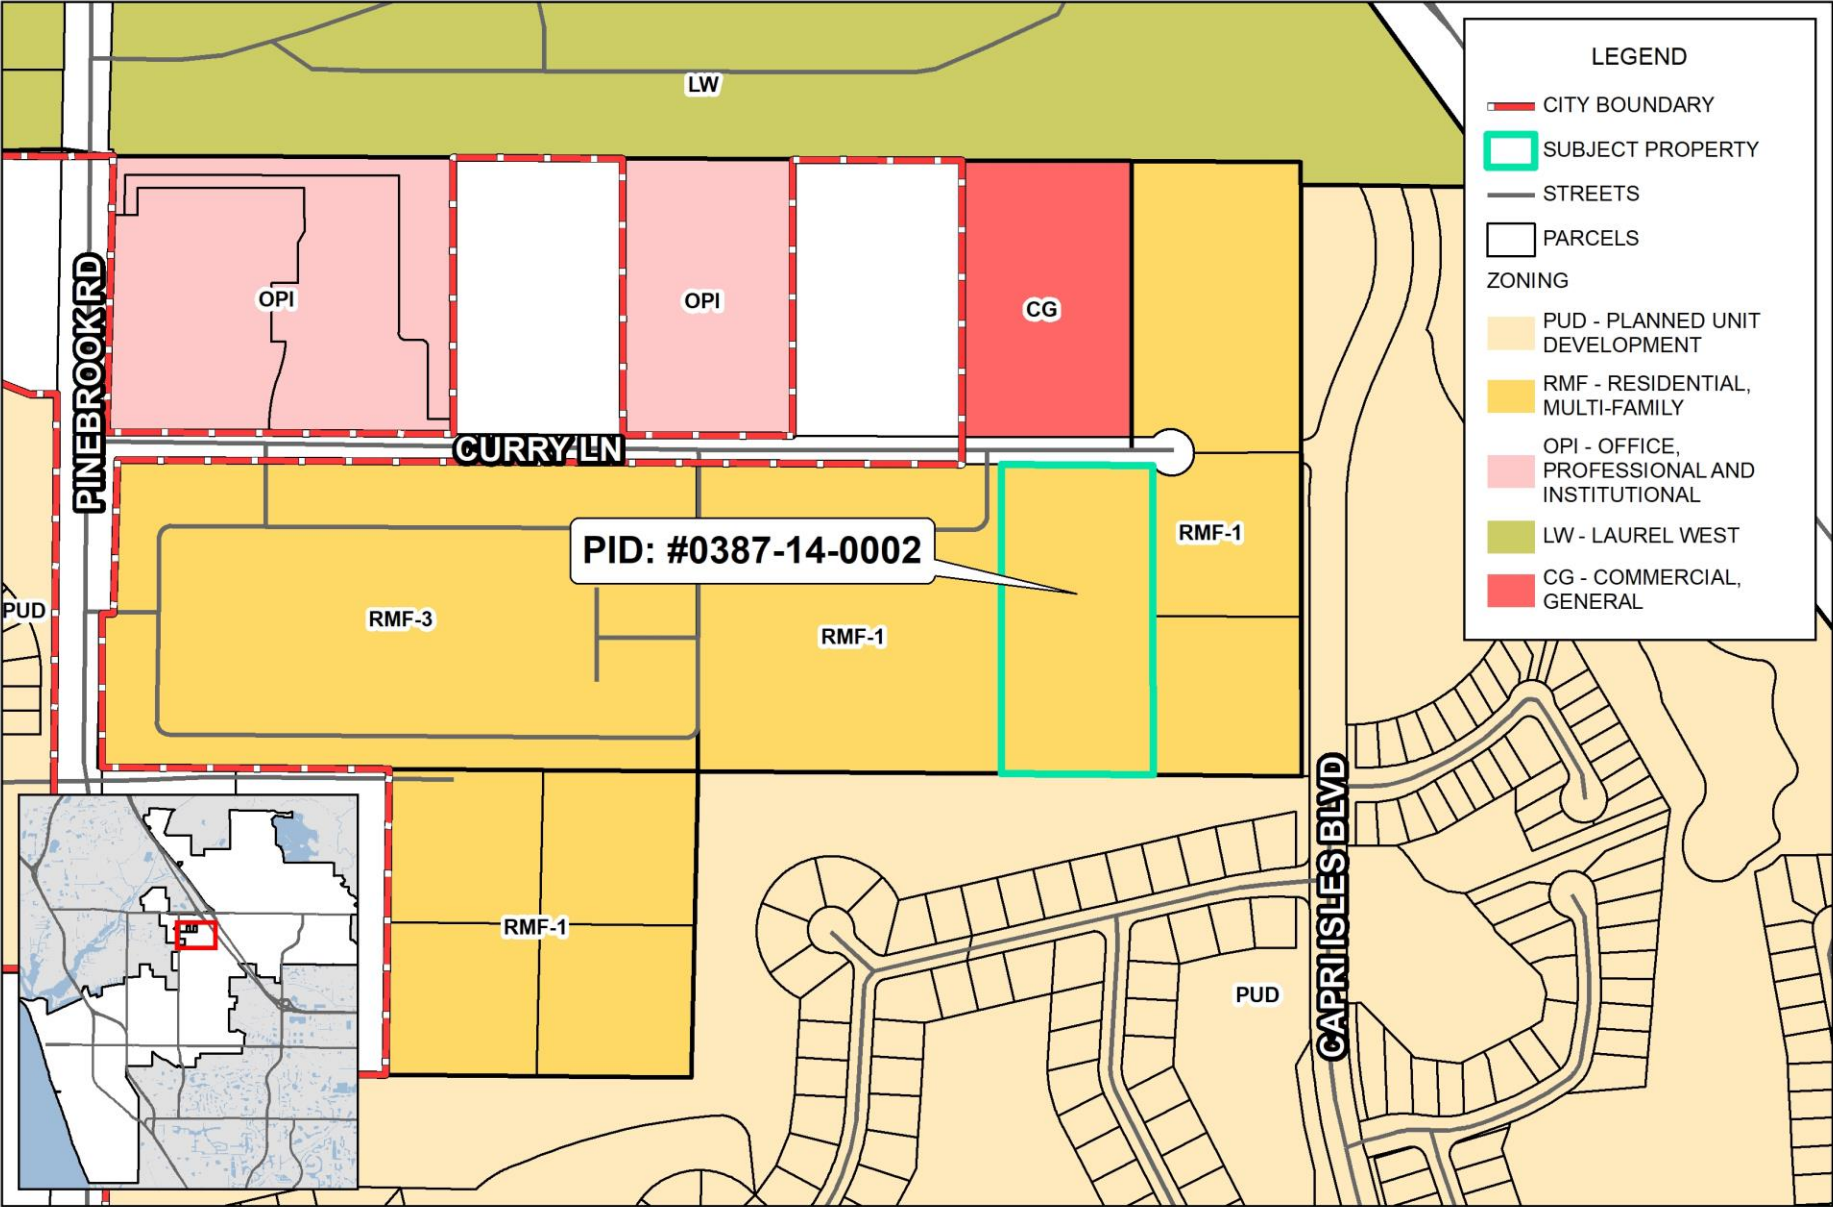 LEGEND
CITY BOUNDARY
SUBJECT PROPERTY
STREETS
PARCELS
ZONING
PUD - PLANNED UNIT
DEVELOPMENT
RMF - RESIDENTIAL,
MULTI-FAMILY
OPI - OFFICE,
PROFESSIONAL AND
INSTITUTIONAL
LW - LAUREL WEST
CG - COMMERCIAL,
GENERAL
LW
OPI
OPI
CG
PINEBROOK RD
CURRY LN
PID: #0387-14-0002
RMF-1
PUD
RMF-3
RMF-1
RMF-1
PUD
CAPRI ISLES BLVD